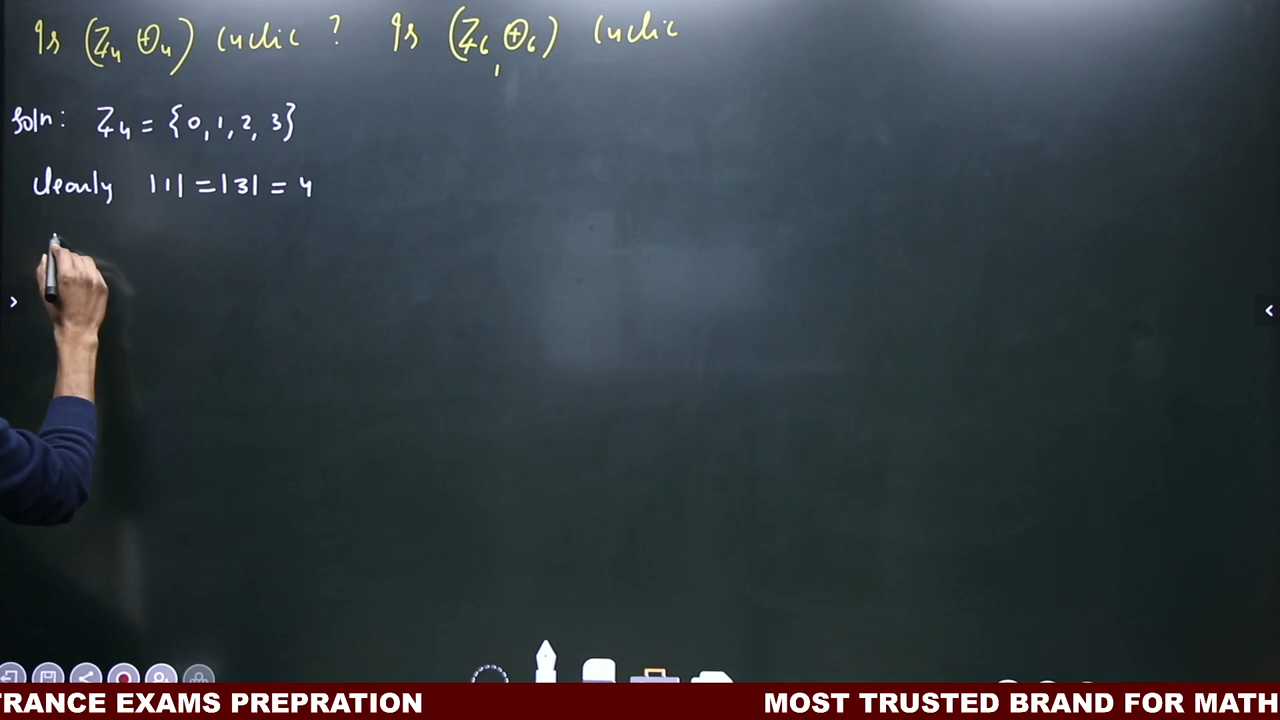 Is (Z₄ ⊕₄) cyclic ? Is (Z₆, ⊕₆) cyclic
Soln: Z₄ = {0, 1, 2, 3}
Clearly |1| = |3| = 4
TRANCE EXAMS PREPRATION MOST TRUSTED BRAND FOR MATH